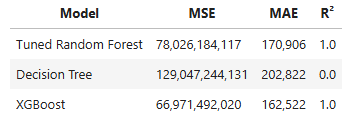 Model MSE MAE R²
Tuned Random Forest 78,026,184,117 170,906 1.0
Decision Tree 129,047,244,131 202,822 0.0
XGBoost 66,971,492,020 162,522 1.0